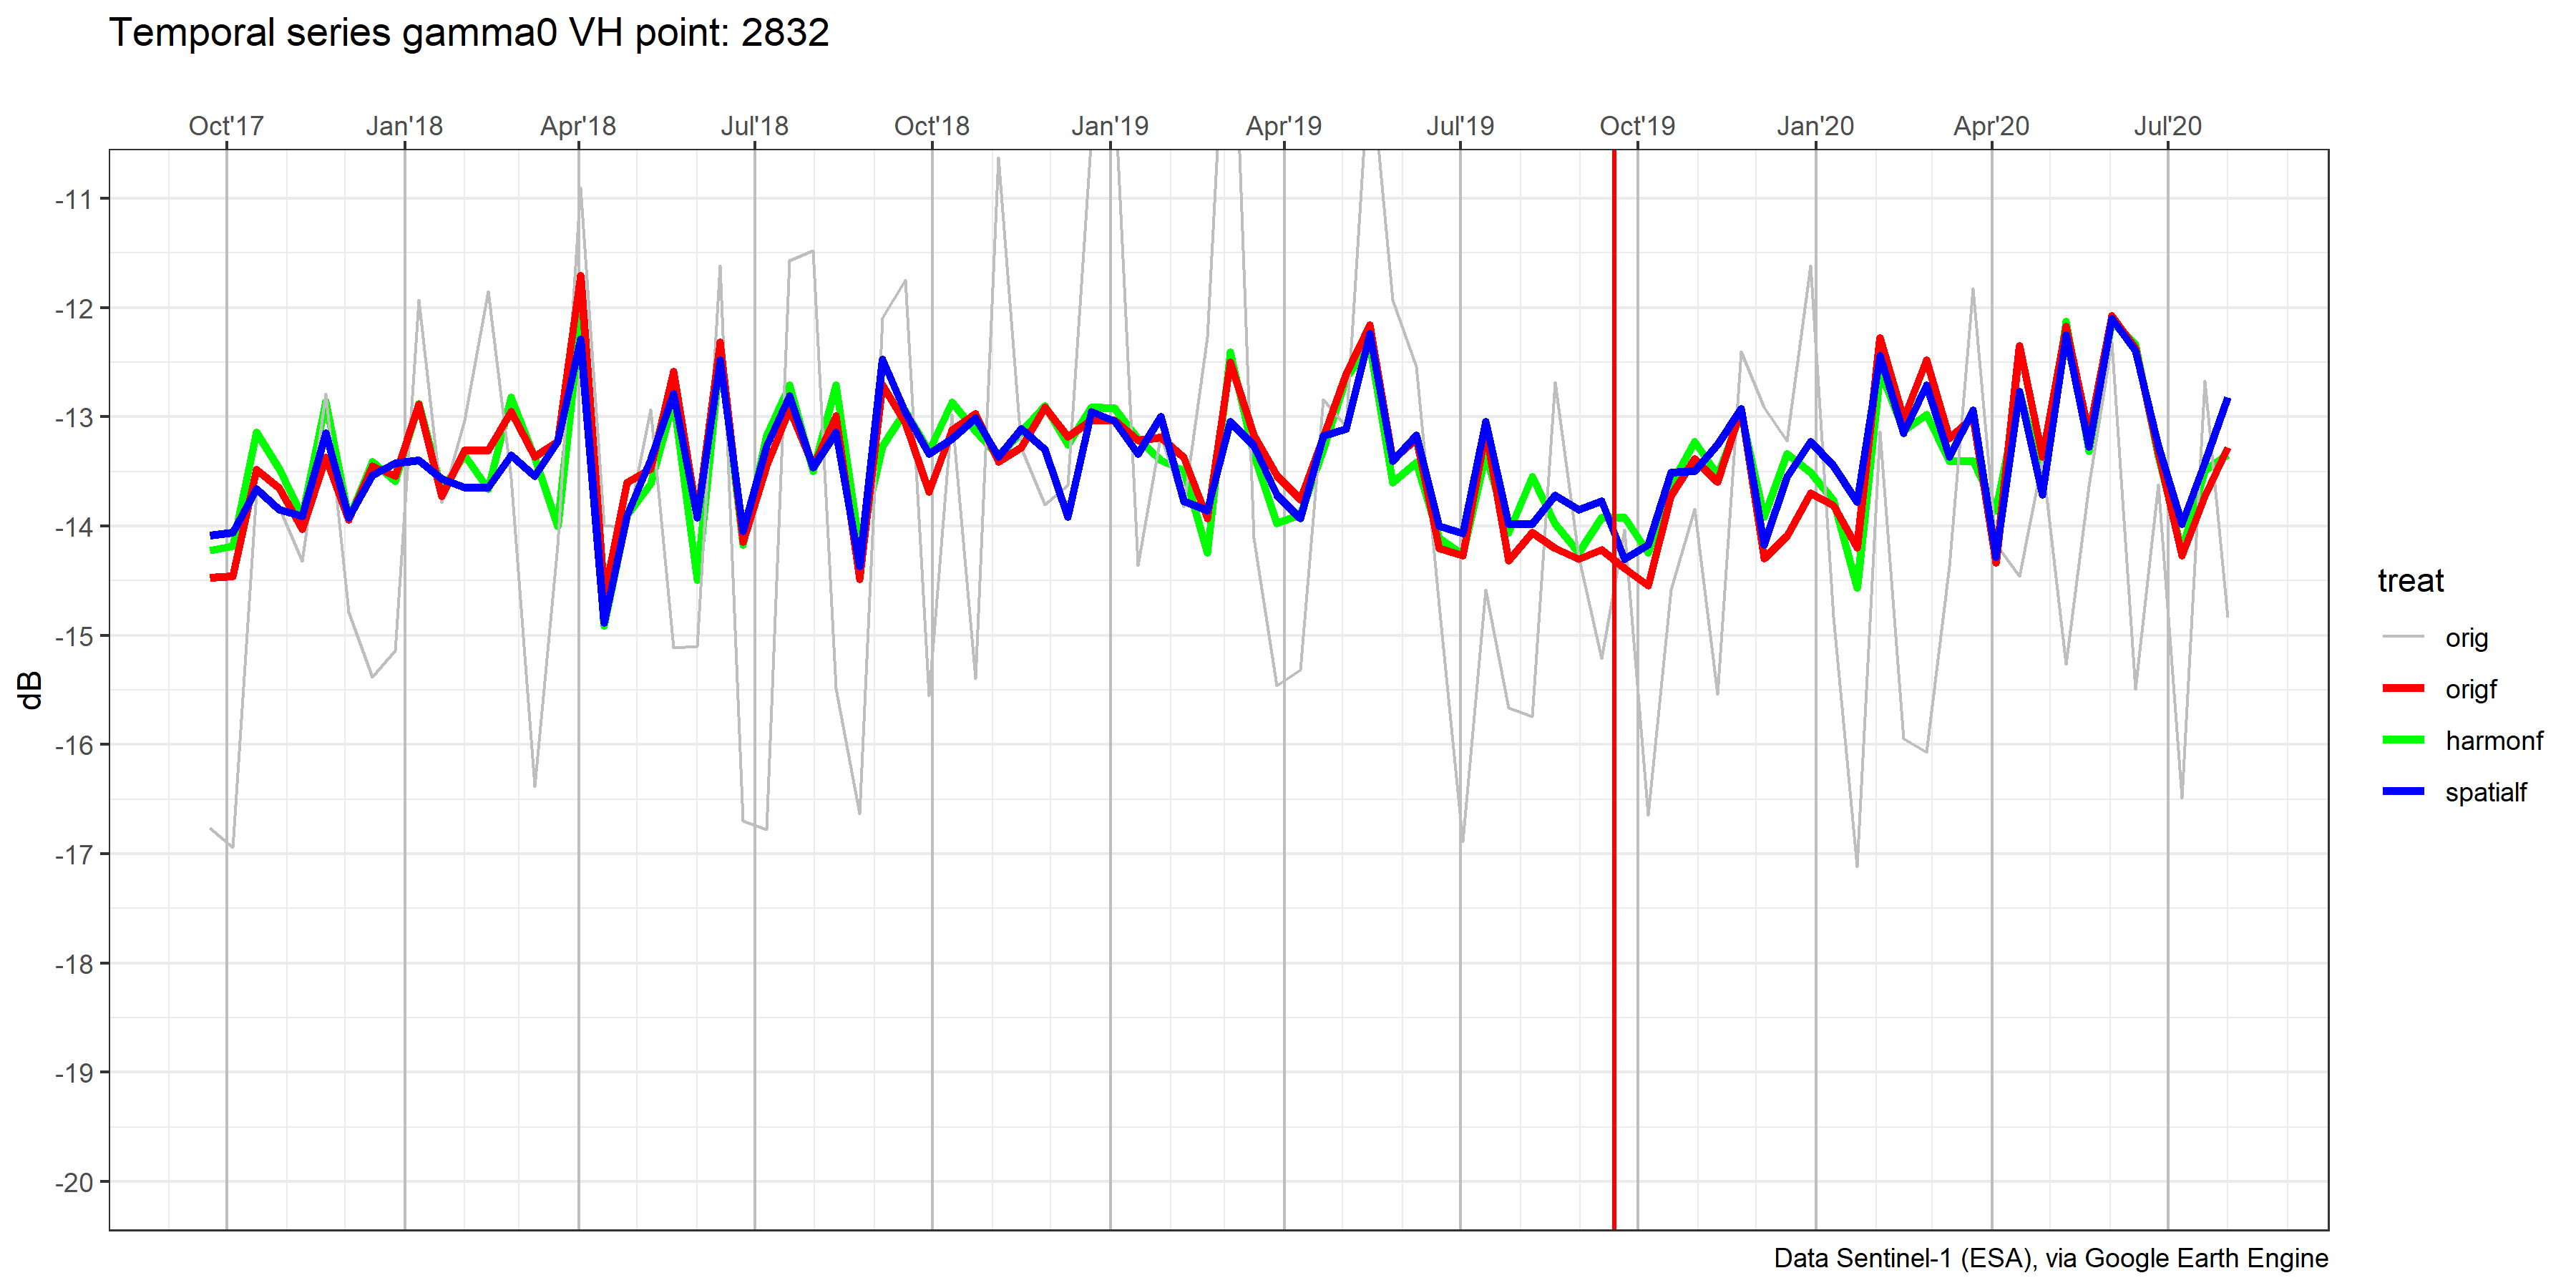 Temporal series gamma0 VH point: 2832
Oct'17 Jan'18 Apr'18 Jul'18 Oct'18 Jan'19 Apr'19 Jul'19 Oct'19 Jan'20 Apr'20 Jul'20
-11
-12
-13
-14
-15
-16
-17
-18
-19
-20
dB
treat
orig
origf
harmonf
spatialf
Data Sentinel-1 (ESA), via Google Earth Engine